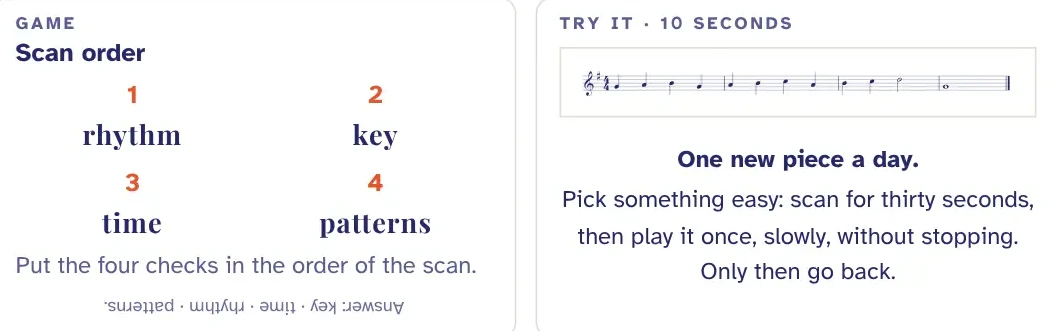 GAME
Scan order
1 2
rhythm key
3 4
time patterns
Put the four checks in the order of the scan.
Answer: key · time · rhythm · patterns.
TRY IT · 10 SECONDS
One new piece a day.
Pick something easy: scan for thirty seconds,
then play it once, slowly, without stopping.
Only then go back.